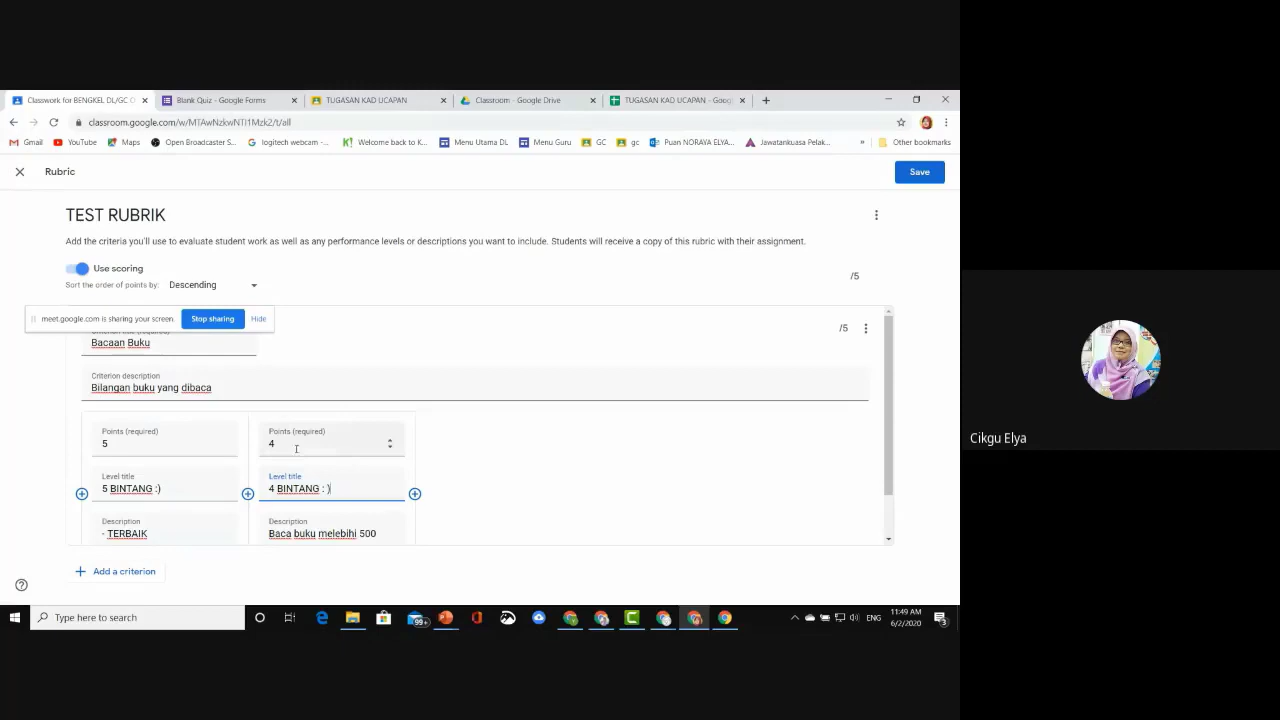 Classwork for BENGKEL DL/GC
Blank Quiz - Google Forms
TUGASAN KAD UCAPAN
Classroom - Google Drive
TUGASAN KAD UCAPAN - Goog
classroom.google.com/w/MTAwNzkwNTI1Mzk2/t/all
Gmail
YouTube
Maps
Open Broadcaster S...
logitech webcam -...
Welcome back to K...
Menu Utama DL
Menu Guru
GC
gc
Puan NORAYA ELYA...
Jawatankuasa Pelak...
»
Other bookmarks
Rubric
Save
TEST RUBRIK
Add the criteria you'll use to evaluate student work as well as any performance levels or descriptions you want to include. Students will receive a copy of this rubric with their assignment.
Use scoring
/5
Sort the order of points by: Descending
meet.google.com is sharing your screen.
Stop sharing
Hide
/5
Bacaan Buku
Criterion description
Bilangan buku yang dibaca
Points (required)
Points (required)
5
4
Level title
Level title
5 BINTANG :)
4 BINTANG : )
Description
Description
- TERBAIK
Baca buku melebihi 500
+ Add a criterion
Cikgu Elya
Type here to search
99+
ENG
11:49 AM
6/2/2020
3